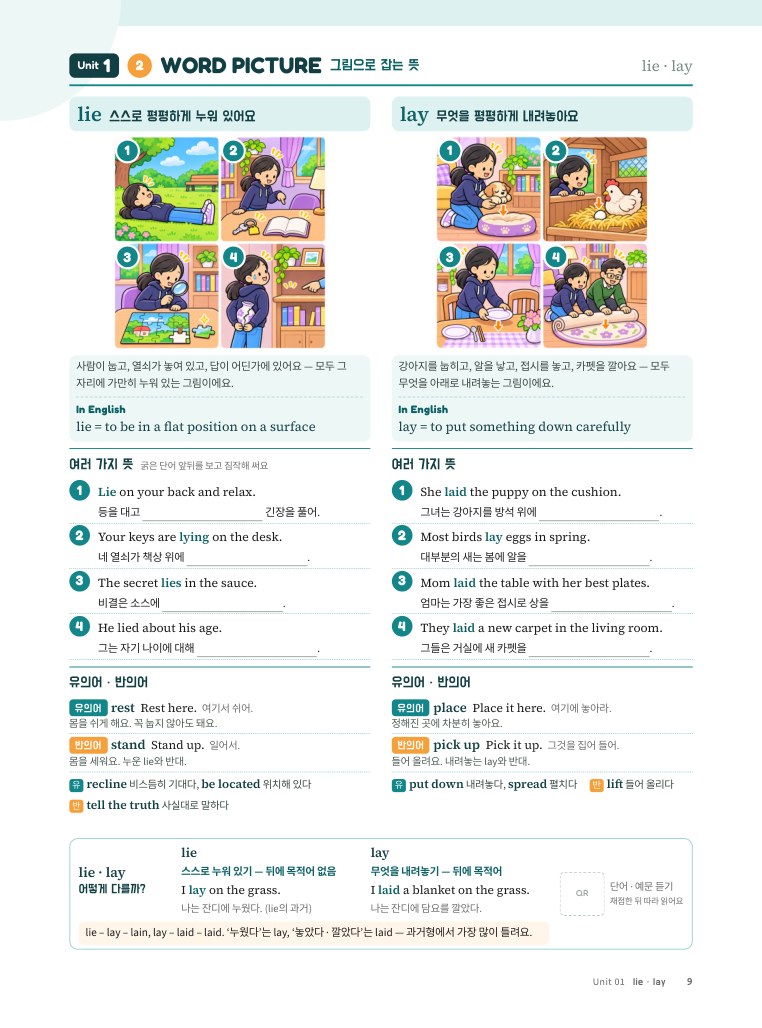 Unit 1 2 WORD PICTURE 그림으로 잡는 뜻 lie · lay
lie 스스로 평평하게 누워 있어요
1
2
3
4
사람이 눕고, 열쇠가 놓여 있고, 답이 어딘가에 있어요 — 모두 그
자리에 가만히 누워 있는 그림이에요.
In English
lie = to be in a flat position on a surface
여러 가지 뜻 굵은 단어 앞뒤를 보고 짐작해 써요
1 Lie on your back and relax.
등을 대고 ____________ 긴장을 풀어.
2 Your keys are lying on the desk.
네 열쇠가 책상 위에 ____________.
3 The secret lies in the sauce.
비결은 소스에 ____________.
4 He lied about his age.
그는 자기 나이에 대해 ____________.
유의어 · 반의어
유의어 rest Rest here. 여기서 쉬어.
몸을 쉬게 해요. 꼭 눕지 않아도 돼요.
반의어 stand Stand up. 일어서.
몸을 세워요. 누운 lie와 반대.
유 recline 비스듬히 기대다, be located 위치해 있다
반 tell the truth 사실대로 말하다
lay 무엇을 평평하게 내려놓아요
1
2
3
4
강아지를 눕히고, 알을 낳고, 접시를 놓고, 카펫을 깔아요 — 모두
무엇을 아래로 내려놓는 그림이에요.
In English
lay = to put something down carefully
여러 가지 뜻
1 She laid the puppy on the cushion.
그녀는 강아지를 방석 위에 ____________.
2 Most birds lay eggs in spring.
대부분의 새는 봄에 알을 ____________.
3 Mom laid the table with her best plates.
엄마는 가장 좋은 접시로 상을 ____________.
4 They laid a new carpet in the living room.
그들은 거실에 새 카펫을 ____________.
유의어 · 반의어
유의어 place Place it here. 여기에 놓아라.
정해진 곳에 차분히 놓아요.
반의어 pick up Pick it up. 그것을 집어 들어.
들어 올려요. 내려놓는 lay와 반대.
유 put down 내려놓다, spread 펼치다 반 lift 들어 올리다
lie · lay
어떻게 다를까?
lie
스스로 누워 있기 — 뒤에 목적어 없음
I lay on the grass.
나는 잔디에 누웠다. (lie의 과거)
lay
무엇을 내려놓기 — 뒤에 목적어
I laid a blanket on the grass.
나는 잔디에 담요를 깔았다.
QR
단어 · 예문 듣기
채점한 뒤 따라 읽어요
lie – lay – lain, lay – laid – laid. ‘누웠다’는 lay, ‘놓았다 · 깔았다’는 laid — 과거형에서 가장 많이 틀려요.
Unit 01 lie · lay 9